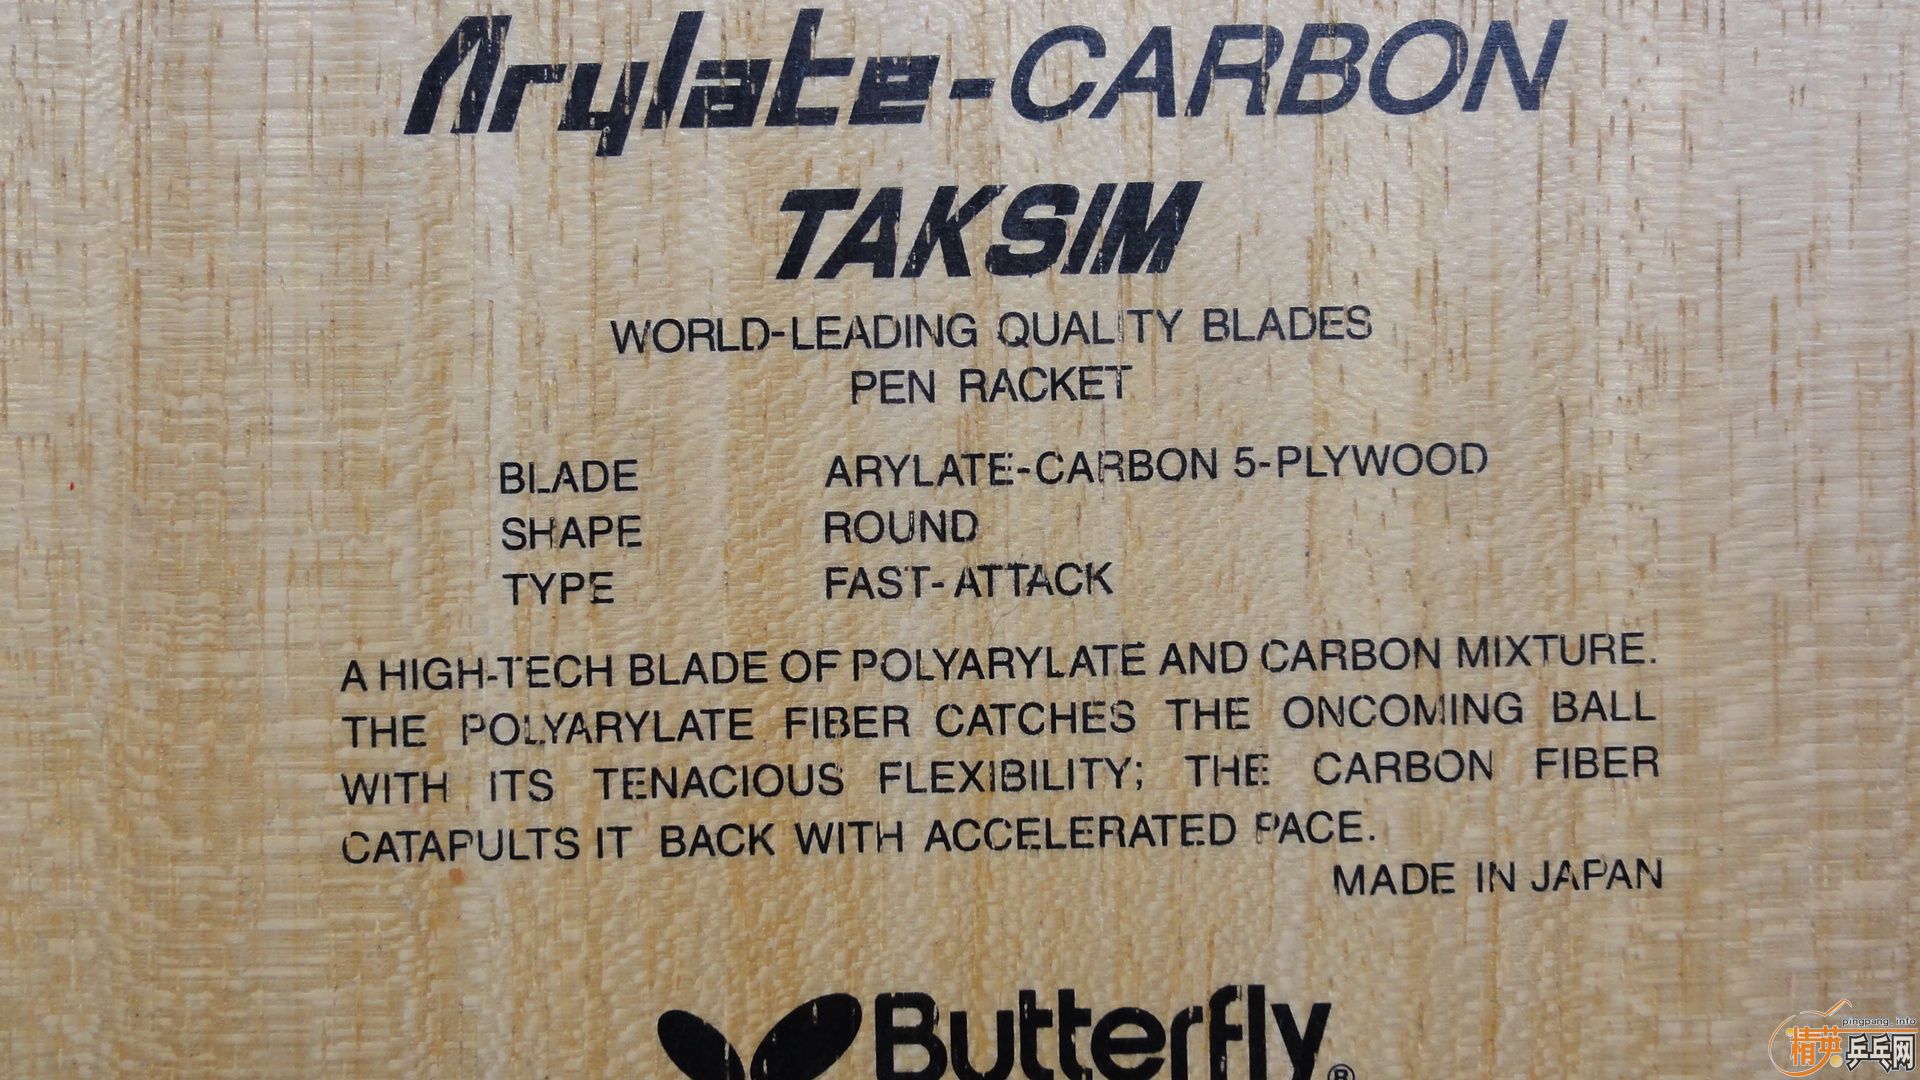 Arylate-CARBON
TAKSIM
WORLD-LEADING QUALITY BLADES
PEN RACKET
BLADE ARYLATE-CARBON 5-PLYWOOD
SHAPE ROUND
TYPE FAST-ATTACK
A HIGH-TECH BLADE OF POLYARYLATE AND CARBON MIXTURE.
THE POLYARYLATE FIBER CATCHES THE ONCOMING BALL
WITH ITS TENACIOUS FLEXIBILITY; THE CARBON FIBER
CATAPULTS IT BACK WITH ACCELERATED PACE.
MADE IN JAPAN
Butterfly®
pingpang.info
精英乒乓网